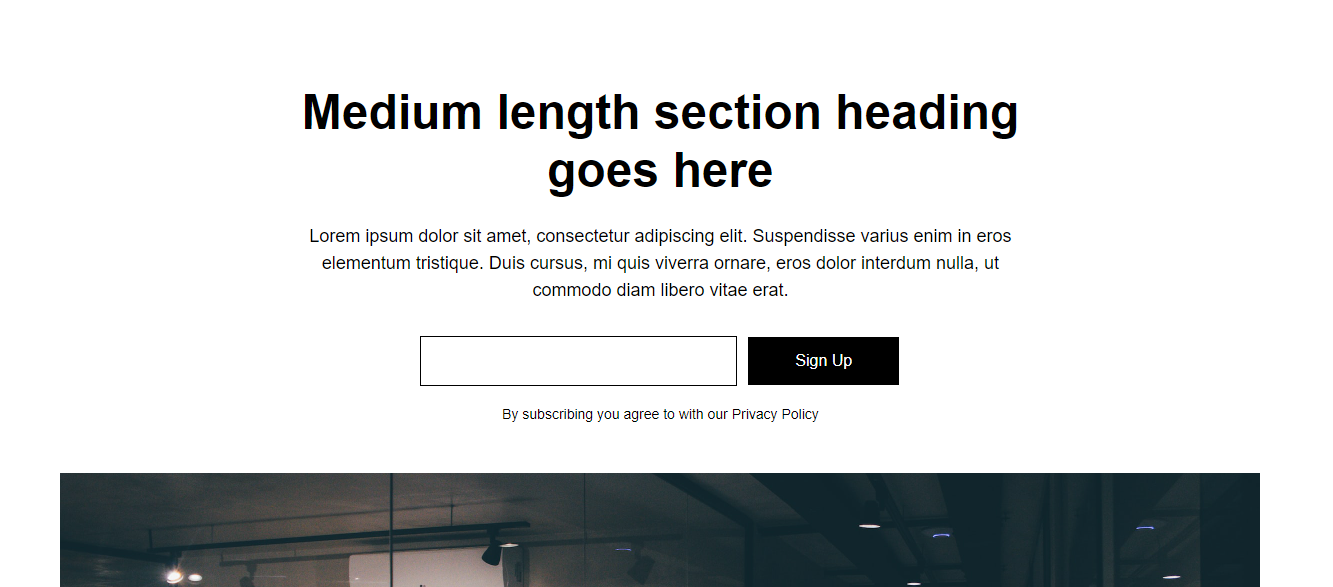 Medium length section heading
goes here
Lorem ipsum dolor sit amet, consectetur adipiscing elit. Suspendisse varius enim in eros
elementum tristique. Duis cursus, mi quis viverra ornare, eros dolor interdum nulla, ut
commodo diam libero vitae erat.
Sign Up
By subscribing you agree to with our Privacy Policy